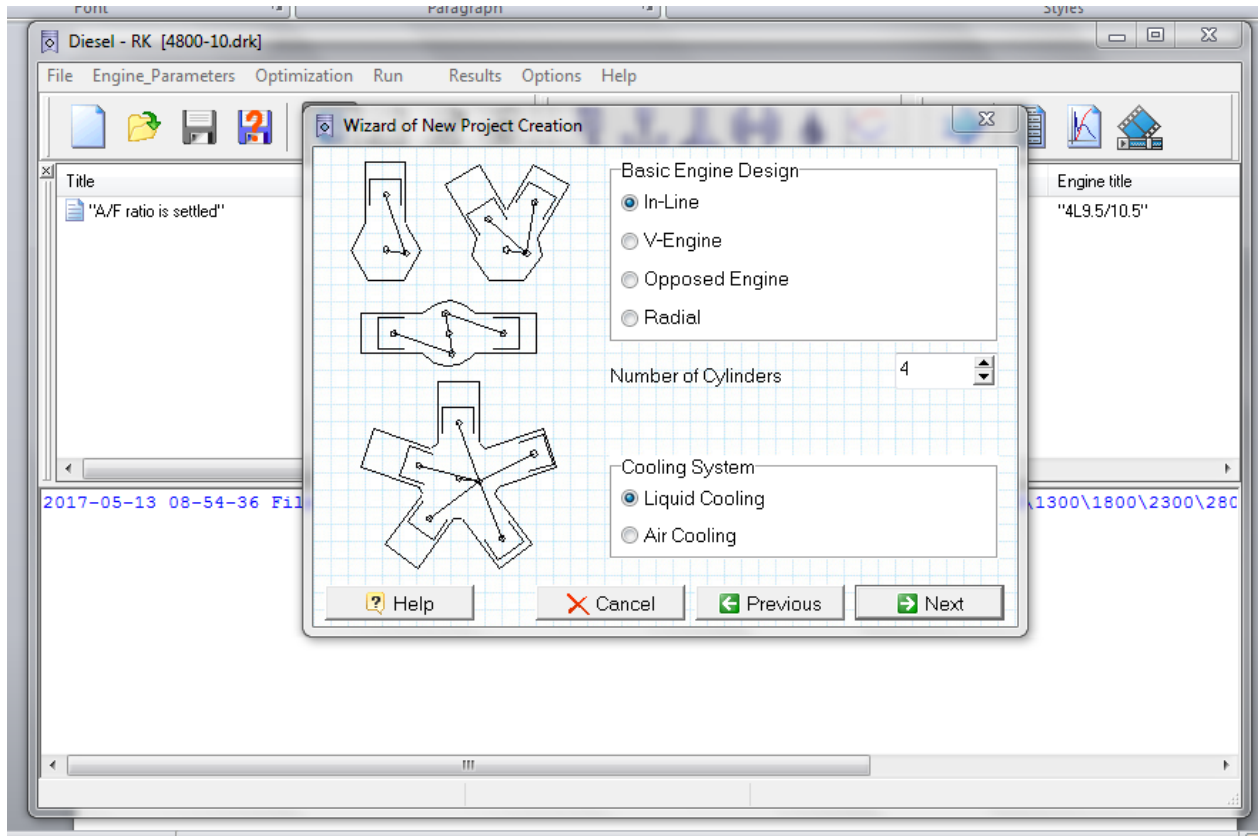 Font
Paragraph
Styles
Diesel - RK [4800-10.drk]
File Engine_Parameters Optimization Run Results Options Help
Wizard of New Project Creation
Title
Engine title
"A/F ratio is settled"
"4L9.5/10.5"
Basic Engine Design
In-Line
V-Engine
Opposed Engine
Radial
Number of Cylinders 4
Cooling System
Liquid Cooling
Air Cooling
2017-05-13 08-54-36 Fil
\1300\1800\2300\280
Help Cancel Previous Next